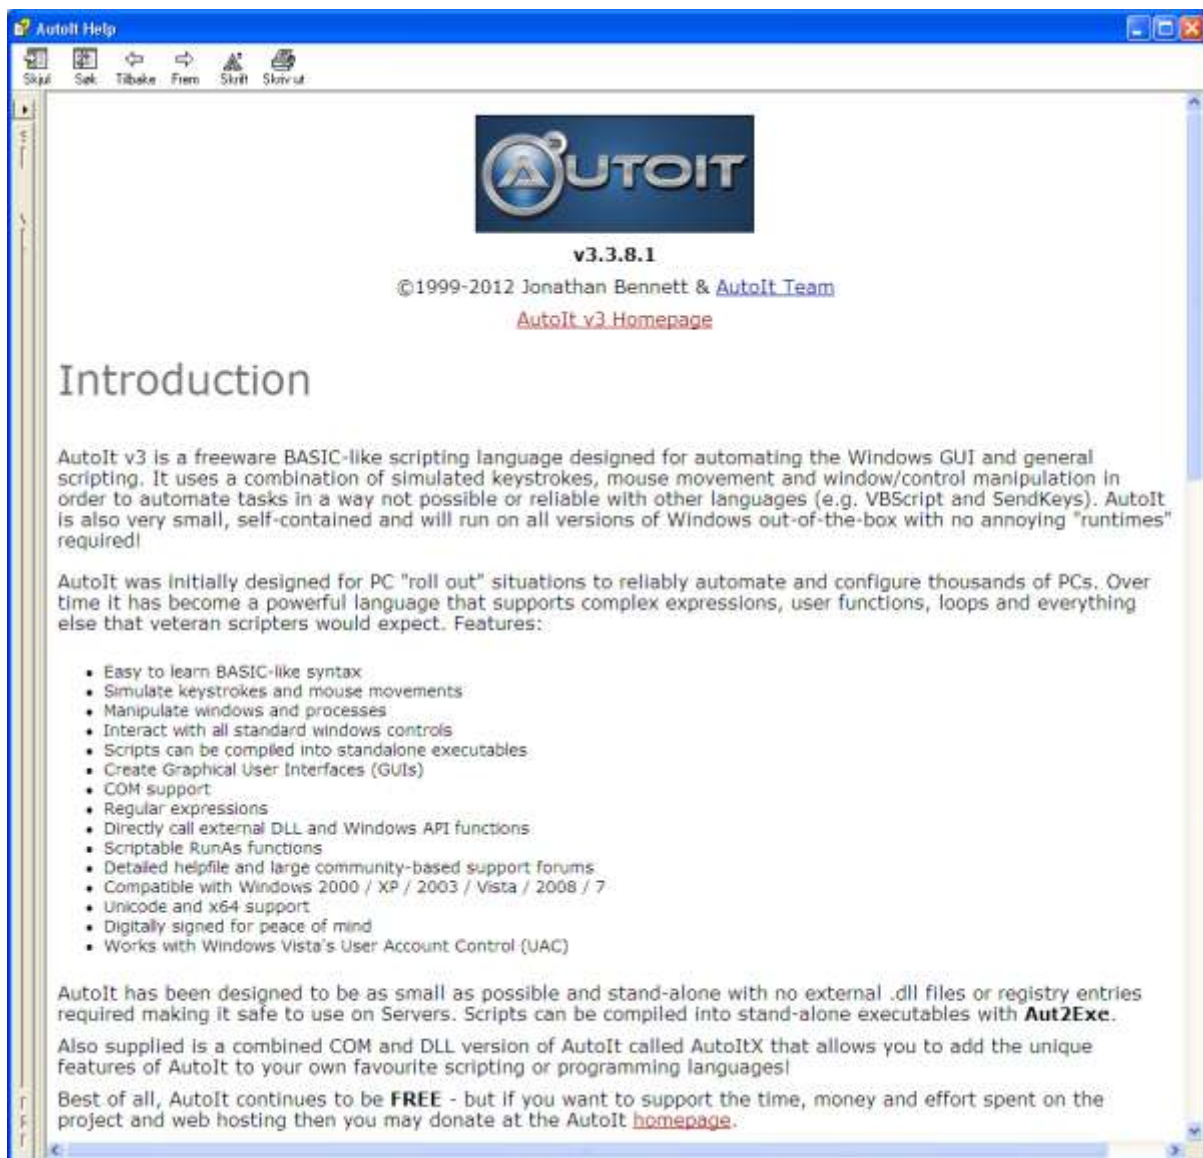 AutoIt Help
Skjul Søk Tilbake Frem Skrift Skriv ut
AUTOIT
v3.3.8.1
©1999-2012 Jonathan Bennett & AutoIt Team
AutoIt v3 Homepage
Introduction
AutoIt v3 is a freeware BASIC-like scripting language designed for automating the Windows GUI and general
scripting. It uses a combination of simulated keystrokes, mouse movement and window/control manipulation in
order to automate tasks in a way not possible or reliable with other languages (e.g. VBScript and SendKeys). AutoIt
is also very small, self-contained and will run on all versions of Windows out-of-the-box with no annoying "runtimes"
required!
AutoIt was initially designed for PC "roll out" situations to reliably automate and configure thousands of PCs. Over
time it has become a powerful language that supports complex expressions, user functions, loops and everything
else that veteran scripters would expect. Features:
• Easy to learn BASIC-like syntax
• Simulate keystrokes and mouse movements
• Manipulate windows and processes
• Interact with all standard windows controls
• Scripts can be compiled into standalone executables
• Create Graphical User Interfaces (GUIs)
• COM support
• Regular expressions
• Directly call external DLL and Windows API functions
• Scriptable RunAs functions
• Detailed helpfile and large community-based support forums
• Compatible with Windows 2000 / XP / 2003 / Vista / 2008 / 7
• Unicode and x64 support
• Digitally signed for peace of mind
• Works with Windows Vista's User Account Control (UAC)
AutoIt has been designed to be as small as possible and stand-alone with no external .dll files or registry entries
required making it safe to use on Servers. Scripts can be compiled into stand-alone executables with Aut2Exe.
Also supplied is a combined COM and DLL version of AutoIt called AutoItX that allows you to add the unique
features of AutoIt to your own favourite scripting or programming languages!
Best of all, AutoIt continues to be FREE - but if you want to support the time, money and effort spent on the
project and web hosting then you may donate at the AutoIt homepage.